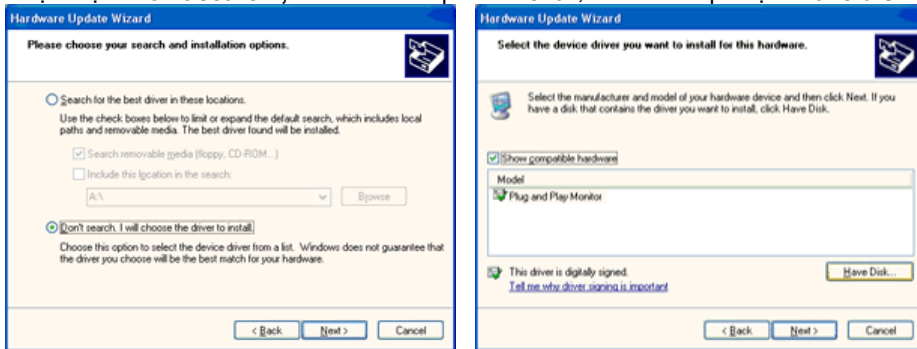 Hardware Update Wizard
Please choose your search and installation options.
Search for the best driver in these locations.
Use the check boxes below to limit or expand the default search, which includes local
paths and removable media. The best driver found will be installed.
Search removable media (floppy, CD-ROM...)
Include this location in the search:
A:\
Browse
Don't search. I will choose the driver to install.
Choose this option to select the device driver from a list. Windows does not guarantee that
the driver you choose will be the best match for your hardware.
< Back Next > Cancel
Hardware Update Wizard
Select the device driver you want to install for this hardware.
Select the manufacturer and model of your hardware device and then click Next. If you
have a disk that contains the driver you want to install, click Have Disk.
Show compatible hardware
Model
Plug and Play Monitor
This driver is digitally signed.
Have Disk...
Tell me why driver signing is important
< Back Next > Cancel